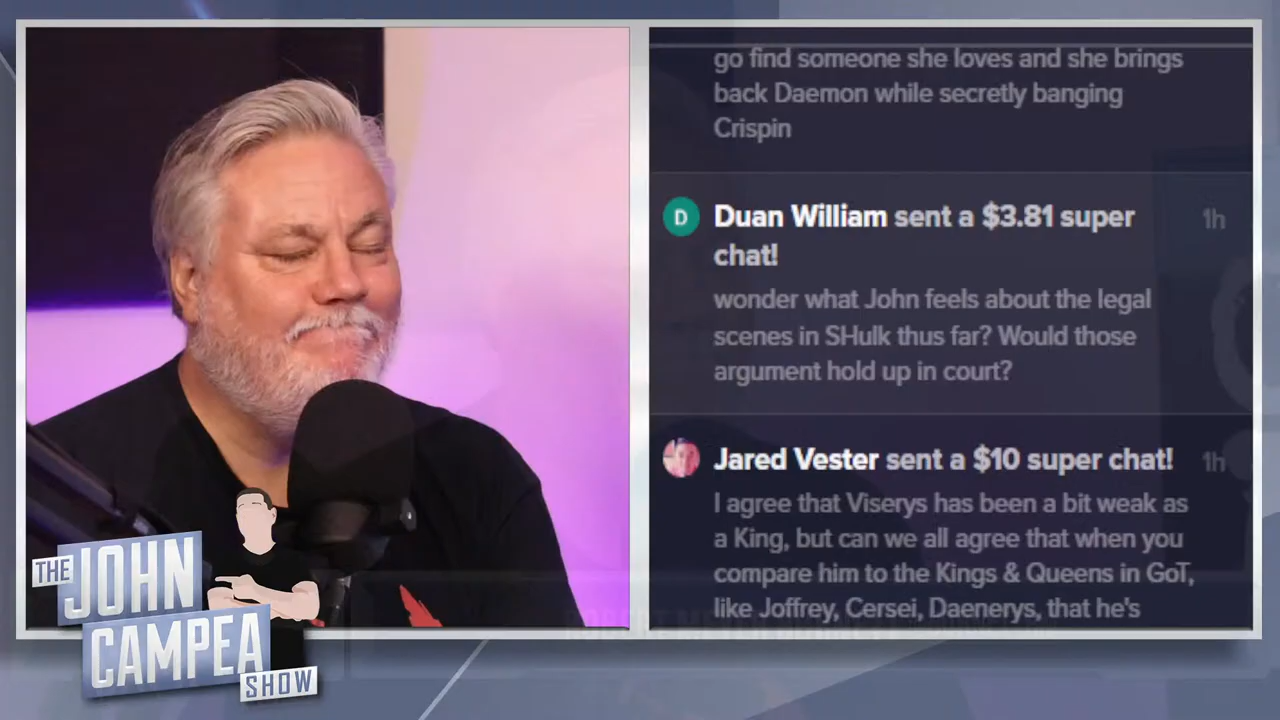 go find someone she loves and she brings
back Daemon while secretly banging
Crispin
D
Duan William sent a $3.81 super
chat!
1h
wonder what John feels about the legal
scenes in SHulk thus far? Would those
argument hold up in court?
Jared Vester sent a $10 super chat!
1h
I agree that Viserys has been a bit weak as
a King, but can we all agree that when you
compare him to the Kings & Queens in GoT,
like Joffrey, Cersei, Daenerys, that he's
THE
JOHN
CAMPEA
SHOW